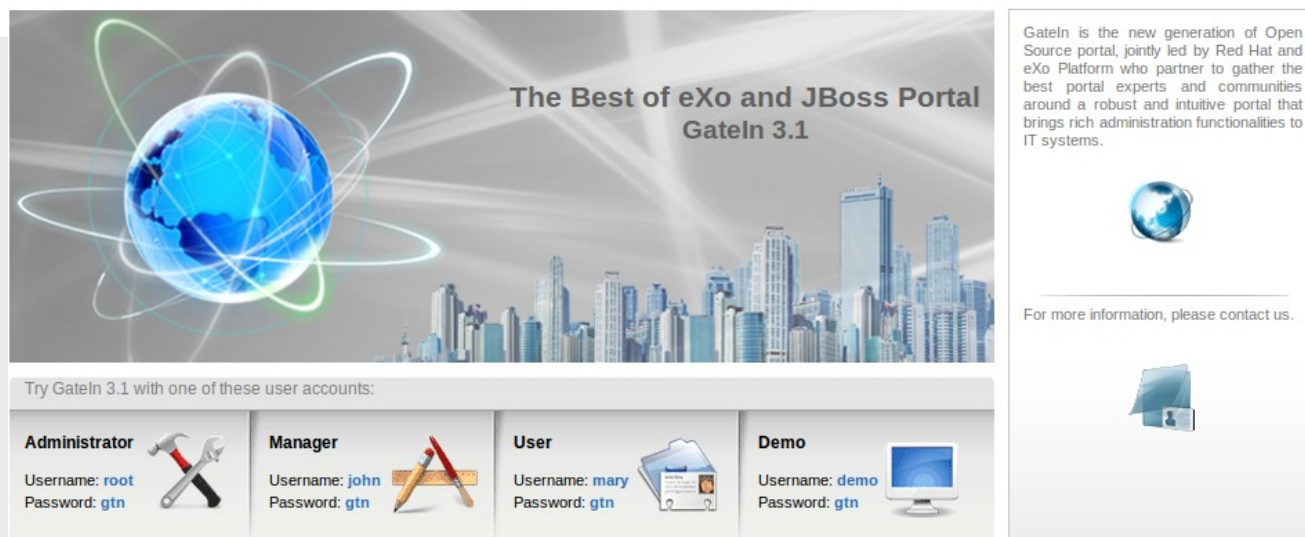 The Best of eXo and JBoss Portal
GateIn 3.1
GateIn is the new generation of Open
Source portal, jointly led by Red Hat and
eXo Platform who partner to gather the
best portal experts and communities
around a robust and intuitive portal that
brings rich administration functionalities to
IT systems.
For more information, please contact us.
Try GateIn 3.1 with one of these user accounts:
Administrator
Username: root
Password: gtn
Manager
Username: john
Password: gtn
User
Username: mary
Password: gtn
Demo
Username: demo
Password: gtn